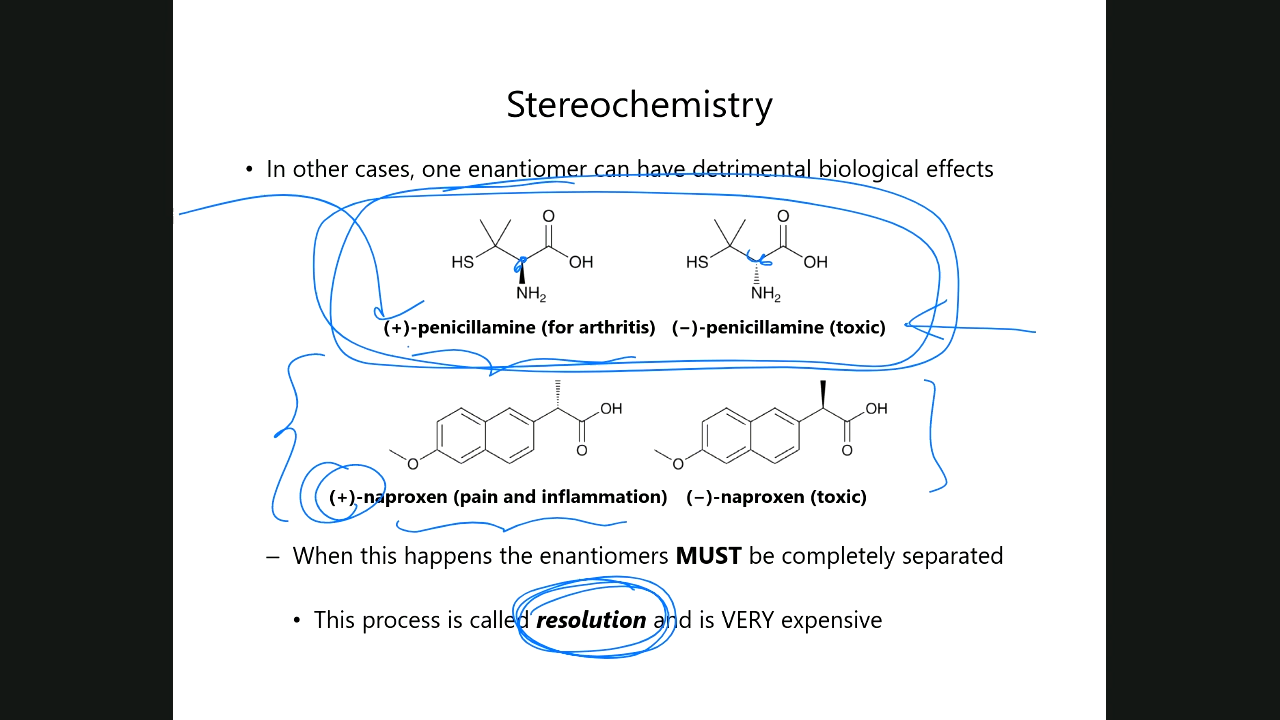 Stereochemistry
• In other cases, one enantiomer can have detrimental biological effects
O O
HS OH HS OH
NH₂ NH₂
(+)-penicillamine (for arthritis) (−)-penicillamine (toxic)
OH OH
O O
O O
(+)-naproxen (pain and inflammation) (−)-naproxen (toxic)
– When this happens the enantiomers MUST be completely separated
• This process is called resolution and is VERY expensive